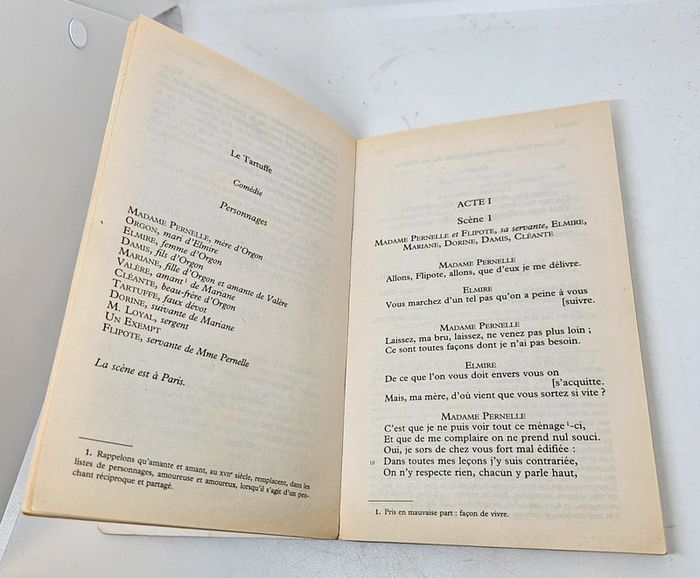 Le Tartuffe
Comédie
Personnages
MADAME PERNELLE, mère d'Orgon
ORGON, mari d'Elmire
ELMIRE, femme d'Orgon
DAMIS, fils d'Orgon
MARIANE, fille d'Orgon et amante de Valère
VALÈRE, amant¹ de Mariane
CLÉANTE, beau-frère d'Orgon
TARTUFFE, faux dévot
DORINE, suivante de Mariane
M. LOYAL, sergent
UN EXEMPT
FLIPOTE, servante de Mme Pernelle
La scène est à Paris.
1. Rappelons qu'amante et amant, au XVIIe siècle, remplacent, dans les
listes de personnages, amoureuse et amoureux, lorsqu'il s'agit d'un pen-
chant réciproque et partagé.
ACTE I
Scène 1
MADAME PERNELLE et FLIPOTE, sa servante, ELMIRE,
MARIANE, DORINE, DAMIS, CLÉANTE
MADAME PERNELLE
Allons, Flipote, allons, que d'eux je me délivre.
ELMIRE
Vous marchez d'un tel pas qu'on a peine à vous
[suivre.
MADAME PERNELLE
Laissez, ma bru, laissez, ne venez pas plus loin ;
Ce sont toutes façons dont je n'ai pas besoin.
ELMIRE
De ce que l'on vous doit envers vous on
[s'acquitte.
Mais, ma mère, d'où vient que vous sortez si vite ?
MADAME PERNELLE
C'est que je ne puis voir tout ce ménage¹-ci,
Et que de me complaire on ne prend nul souci.
Oui, je sors de chez vous fort mal édifiée :
10 Dans toutes mes leçons j'y suis contrariée,
On n'y respecte rien, chacun y parle haut,
1. Pris en mauvaise part : façon de vivre.